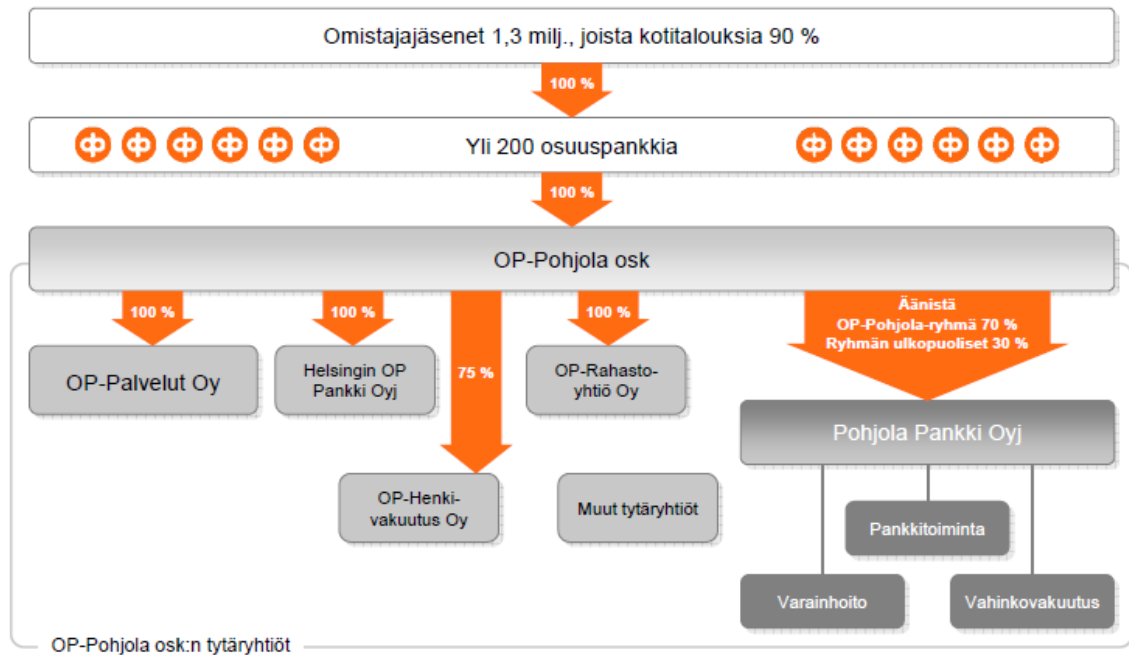 Omistajajäsenet 1,3 milj., joista kotitalouksia 90 %
100 %
Yli 200 osuuspankkia
100 %
OP-Pohjola osk
100 %
100 %
75 %
100 %
Äänistä
OP-Pohjola-ryhmä 70 %
Ryhmän ulkopuoliset 30 %
OP-Palvelut Oy
Helsingin OP
Pankki Oyj
OP-Rahasto-
yhtiö Oy
Pohjola Pankki Oyj
OP-Henki-
vakuutus Oy
Muut tytäryhtiöt
Pankkitoiminta
Varainhoito
Vahinkovakuutus
OP-Pohjola osk:n tytäryhtiöt